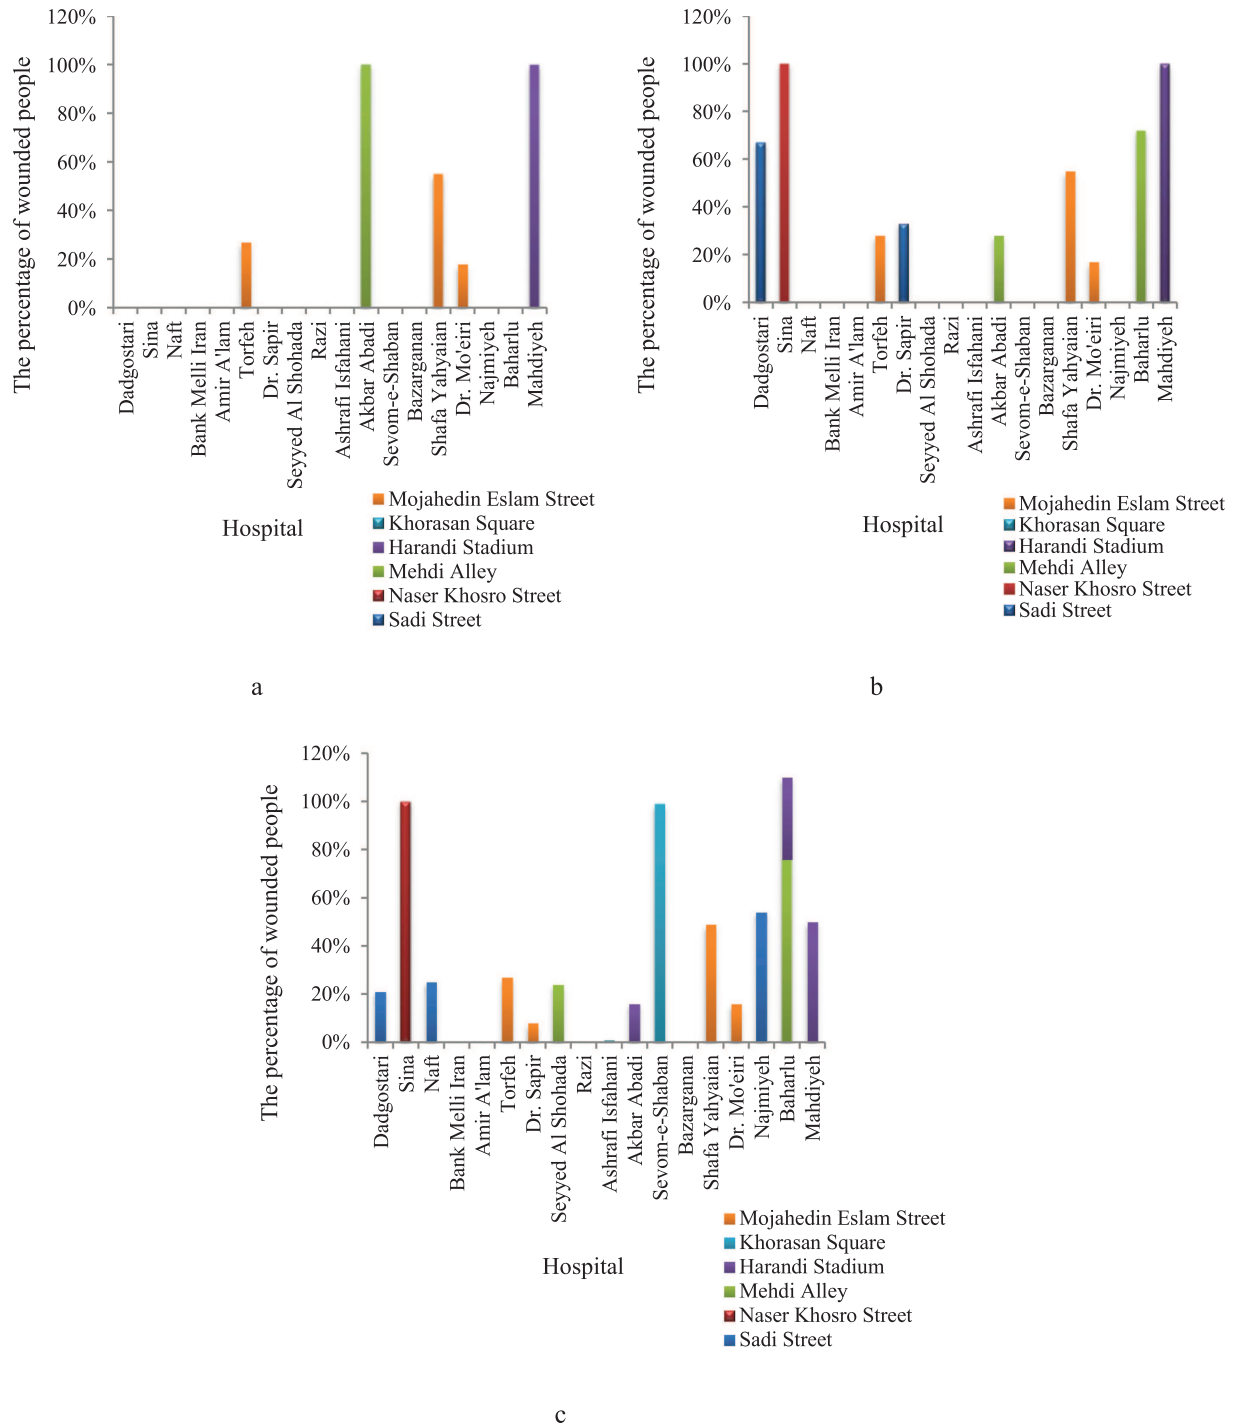 120%
100%
80%
60%
40%
20%
0%
The percentage of wounded people
Dadgostari
Sina
Naft
Bank Melli Iran
Amir A'lam
Torfeh
Dr. Sapir
Seyyed Al Shohada
Razi
Ashrafi Isfahani
Akbar Abadi
Sevom-e-Shaban
Bazarganan
Shafa Yahyaian
Dr. Mo'eiri
Najmiyeh
Baharlu
Mahdiyeh
Hospital
Mojahedin Eslam Street
Khorasan Square
Harandi Stadium
Mehdi Alley
Naser Khosro Street
Sadi Street
a
120%
100%
80%
60%
40%
20%
0%
The percentage of wounded people
Dadgostari
Sina
Naft
Bank Melli Iran
Amir A'lam
Torfeh
Dr. Sapir
Seyyed Al Shohada
Razi
Ashrafi Isfahani
Akbar Abadi
Sevom-e-Shaban
Bazarganan
Shafa Yahyaian
Dr. Mo'eiri
Najmiyeh
Baharlu
Mahdiyeh
Hospital
Mojahedin Eslam Street
Khorasan Square
Harandi Stadium
Mehdi Alley
Naser Khosro Street
Sadi Street
b
120%
100%
80%
60%
40%
20%
0%
The percentage of wounded people
Dadgostari
Sina
Naft
Bank Melli Iran
Amir A'lam
Torfeh
Dr. Sapir
Seyyed Al Shohada
Razi
Ashrafi Isfahani
Akbar Abadi
Sevom-e-Shaban
Bazarganan
Shafa Yahyaian
Dr. Mo'eiri
Najmiyeh
Baharlu
Mahdiyeh
Hospital
Mojahedin Eslam Street
Khorasan Square
Harandi Stadium
Mehdi Alley
Naser Khosro Street
Sadi Street
c